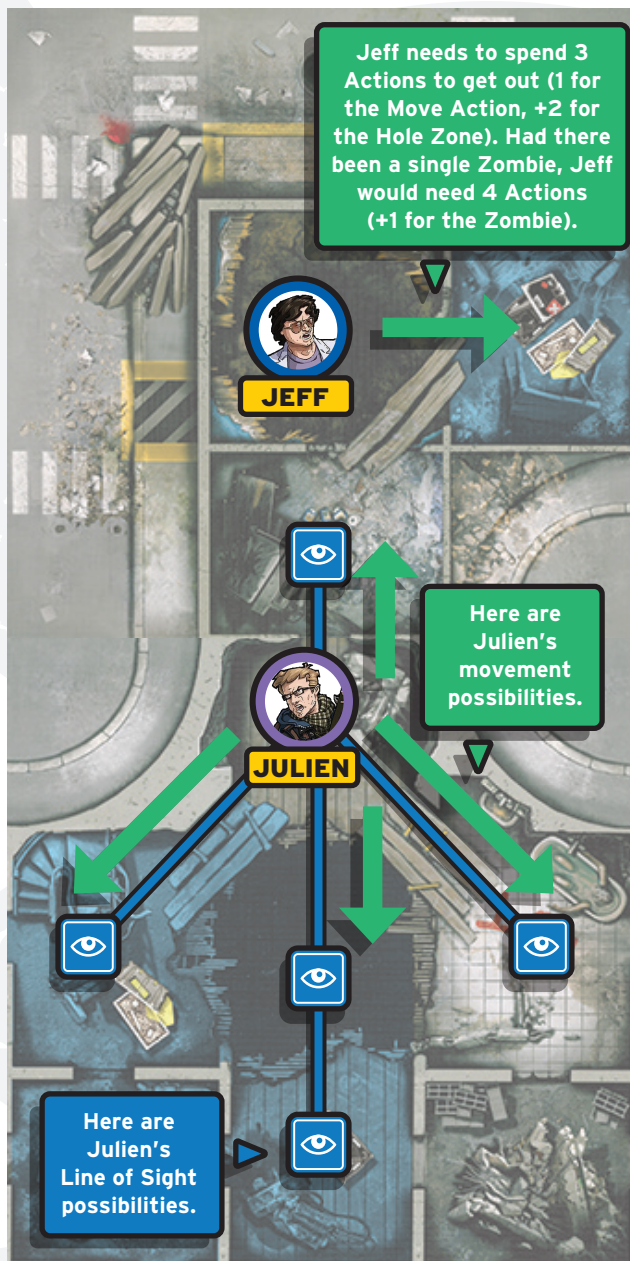 Jeff needs to spend 3
Actions to get out (1 for
the Move Action, +2 for
the Hole Zone). Had there
been a single Zombie, Jeff
would need 4 Actions
(+1 for the Zombie).
JEFF
Here are
Julien's
movement
possibilities.
JULIEN
Here are
Julien's
Line of Sight
possibilities.